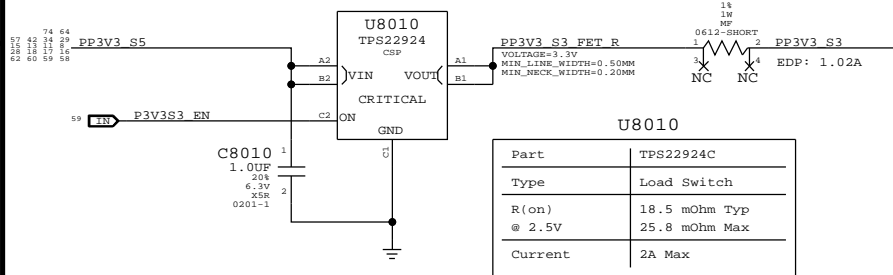 74 64
57 42 34 29
15 13 11 8
28 18 17 16
62 60 59 58
PP3V3_S5
U8010
TPS22924
CSP
A2
B2
VIN
VOUT
A1
B1
CRITICAL
C2
ON
GND
C1
59
IN
P3V3S3_EN
C8010
1.0UF
20%
6.3V
X5R
0201-1
1
2
PP3V3_S3_FET_R
VOLTAGE=3.3V
MIN_LINE_WIDTH=0.50MM
MIN_NECK_WIDTH=0.20MM
1%
1W
MF
0612-SHORT
1
2
3
4
NC
NC
PP3V3_S3
EDP: 1.02A
U8010
Part TPS22924C
Type Load Switch
R(on) 18.5 mOhm Typ
@ 2.5V 25.8 mOhm Max
Current 2A Max